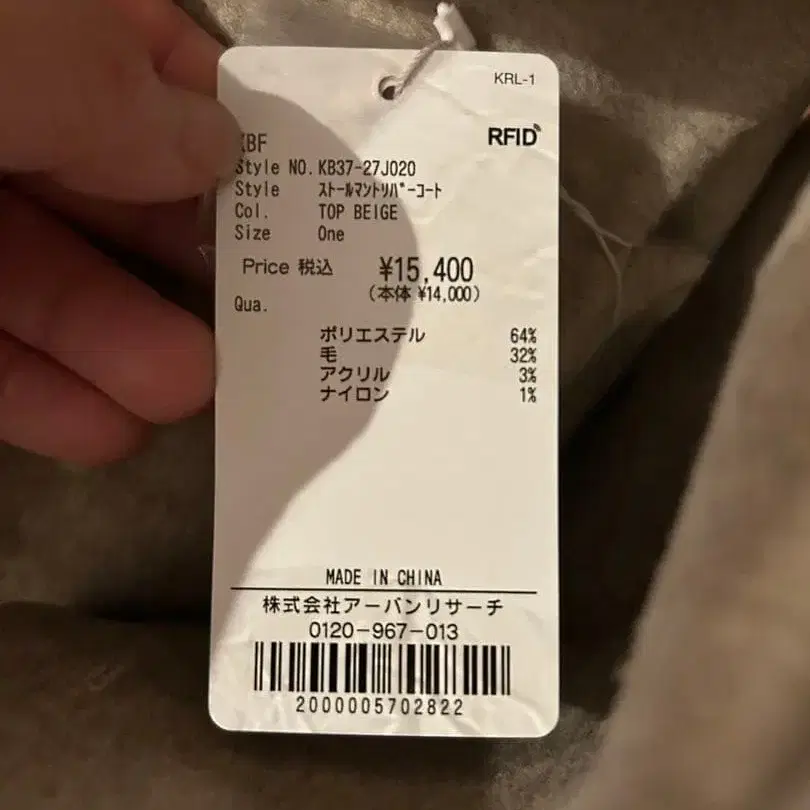 KRL-1
RFID
KBF
Style NO. KB37-27J020
Style ｽﾄｰﾙﾏﾝﾄﾘﾊﾞｰｺｰﾄ
Col. TOP BEIGE
Size One
Price 税込 ¥15,400
(本体 ¥14,000)
Qua.
ポリエステル 64%
毛 32%
アクリル 3%
ナイロン 1%
MADE IN CHINA
株式会社アーバンリサーチ
0120-967-013
2000005702822